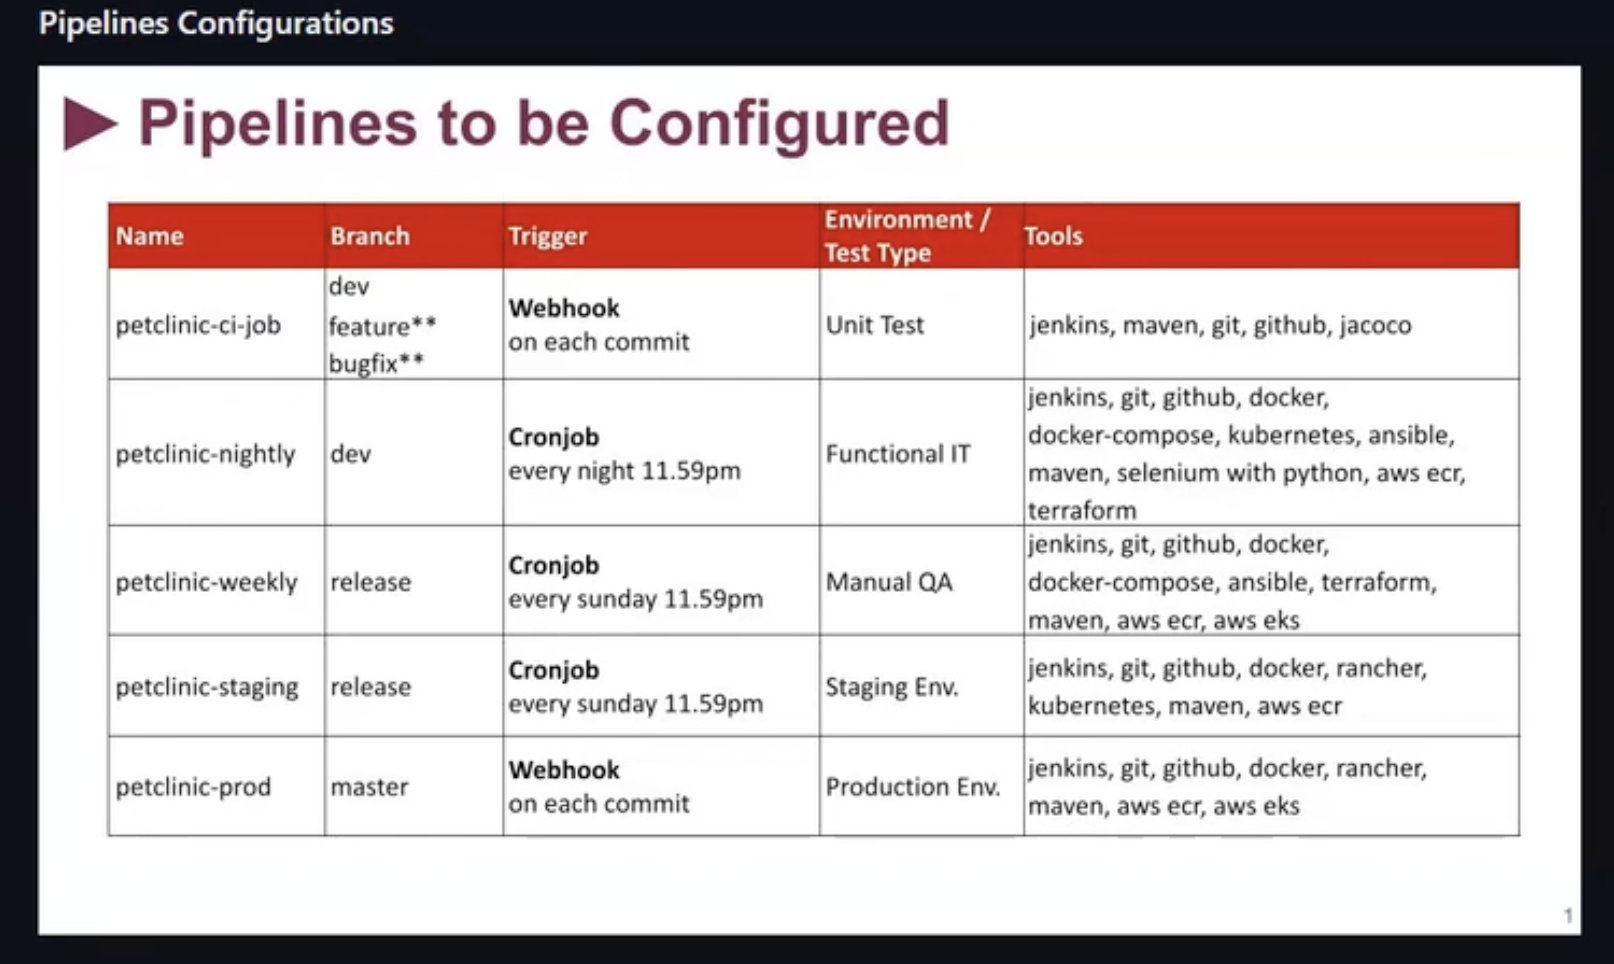 Pipelines Configurations
Pipelines to be Configured
Name
Branch
Trigger
Environment /
Test Type
Tools
petclinic-ci-job
dev
feature**
bugfix**
Webhook
on each commit
Unit Test
jenkins, maven, git, github, jacoco
petclinic-nightly
dev
Cronjob
every night 11.59pm
Functional IT
jenkins, git, github, docker,
docker-compose, kubernetes, ansible,
maven, selenium with python, aws ecr,
terraform
petclinic-weekly
release
Cronjob
every sunday 11.59pm
Manual QA
jenkins, git, github, docker,
docker-compose, ansible, terraform,
maven, aws ecr, aws eks
petclinic-staging
release
Cronjob
every sunday 11.59pm
Staging Env.
jenkins, git, github, docker, rancher,
kubernetes, maven, aws ecr
petclinic-prod
master
Webhook
on each commit
Production Env.
jenkins, git, github, docker, rancher,
maven, aws ecr, aws eks
1